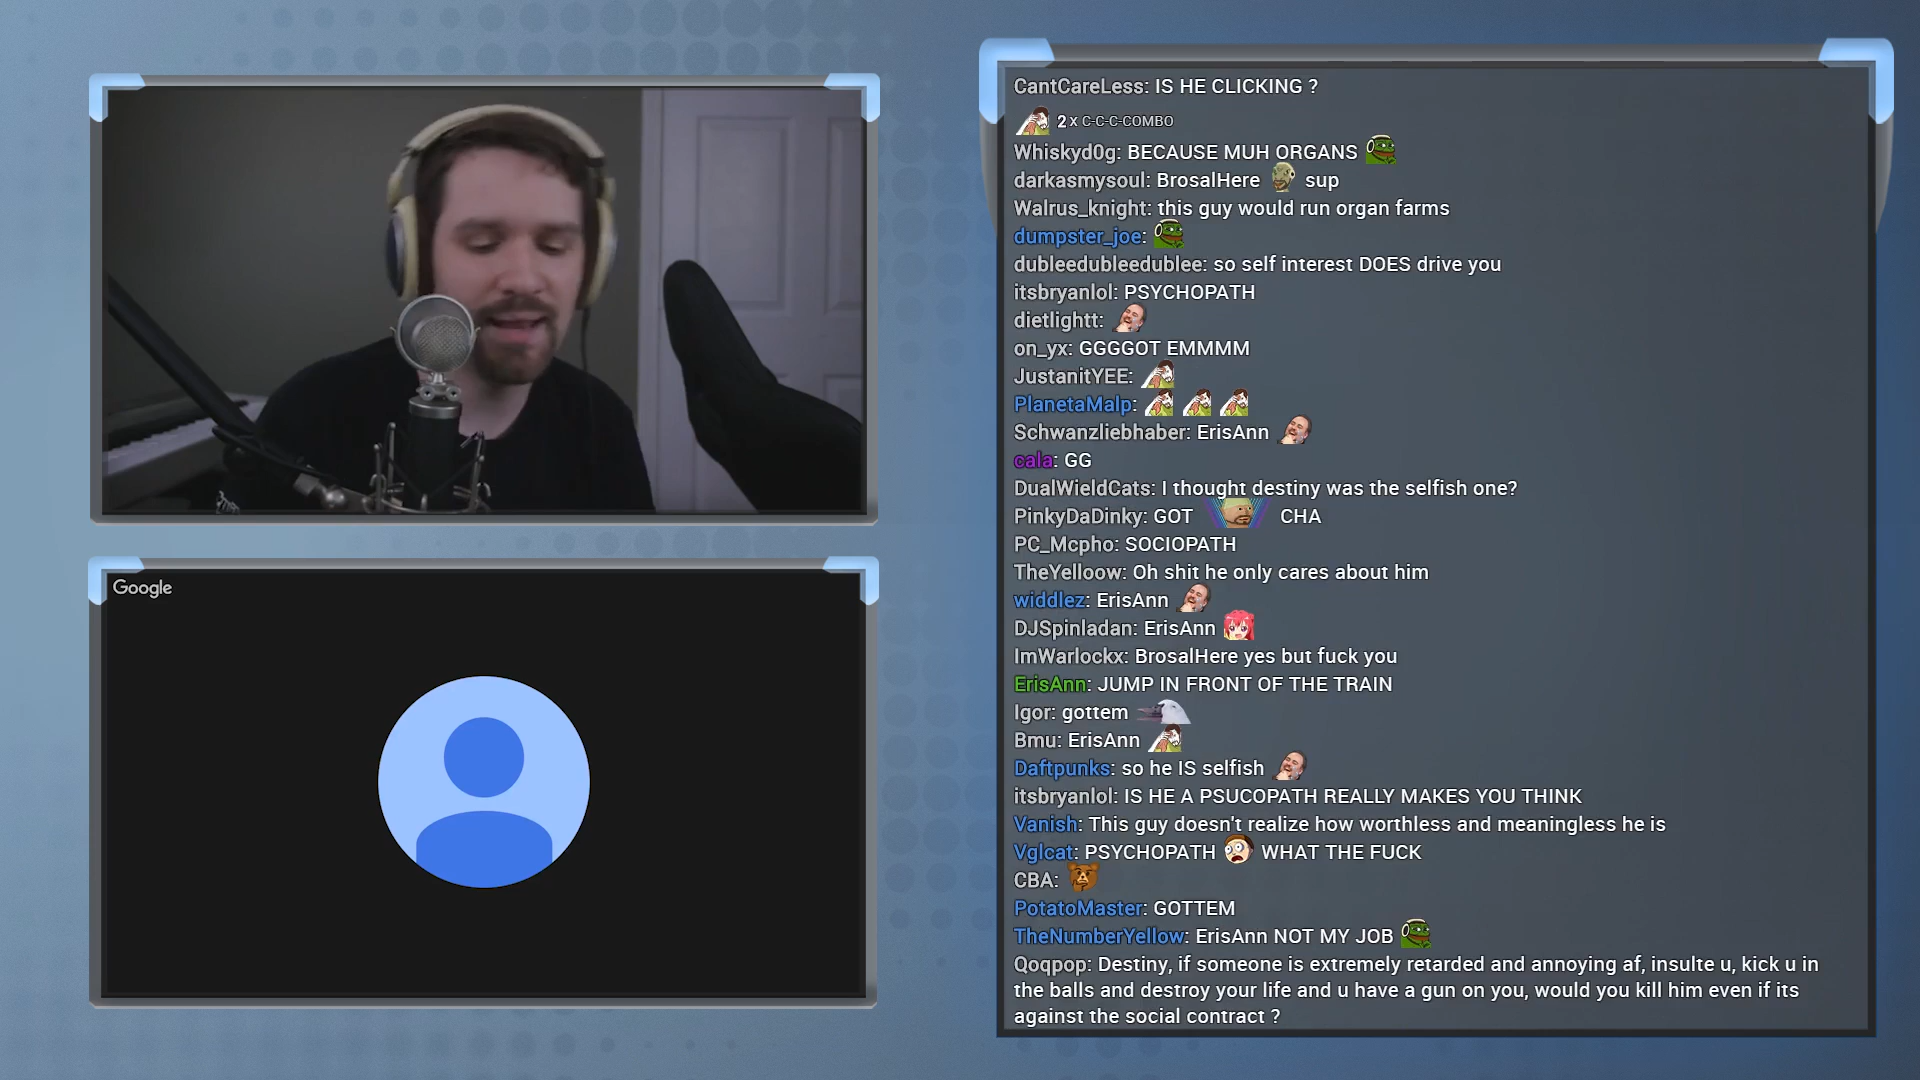 Google
CantCareLess: IS HE CLICKING ?
2 x C-C-C-COMBO
Whiskyd0g: BECAUSE MUH ORGANS
darkasmysoul: BrosalHere sup
Walrus_knight: this guy would run organ farms
dumpster_joe:
dubleedubleedublee: so self interest DOES drive you
itsbryanlol: PSYCHOPATH
dietlightt:
on_yx: GGGGOT EMMMM
JustanitYEE:
PlanetaMalp:
Schwanzliebhaber: ErisAnn
cala: GG
DualWieldCats: I thought destiny was the selfish one?
PinkyDaDinky: GOT CHA
PC_Mcpho: SOCIOPATH
TheYelloow: Oh shit he only cares about him
widdlez: ErisAnn
DJSpinladan: ErisAnn
ImWarlockx: BrosalHere yes but fuck you
ErisAnn: JUMP IN FRONT OF THE TRAIN
Igor: gottem
Bmu: ErisAnn
Daftpunks: so he IS selfish
itsbryanlol: IS HE A PSUCOPATH REALLY MAKES YOU THINK
Vanish: This guy doesn't realize how worthless and meaningless he is
Vglcat: PSYCHOPATH WHAT THE FUCK
CBA:
PotatoMaster: GOTTEM
TheNumberYellow: ErisAnn NOT MY JOB
Qoqpop: Destiny, if someone is extremely retarded and annoying af, insulte u, kick u in
the balls and destroy your life and u have a gun on you, would you kill him even if its
against the social contract ?